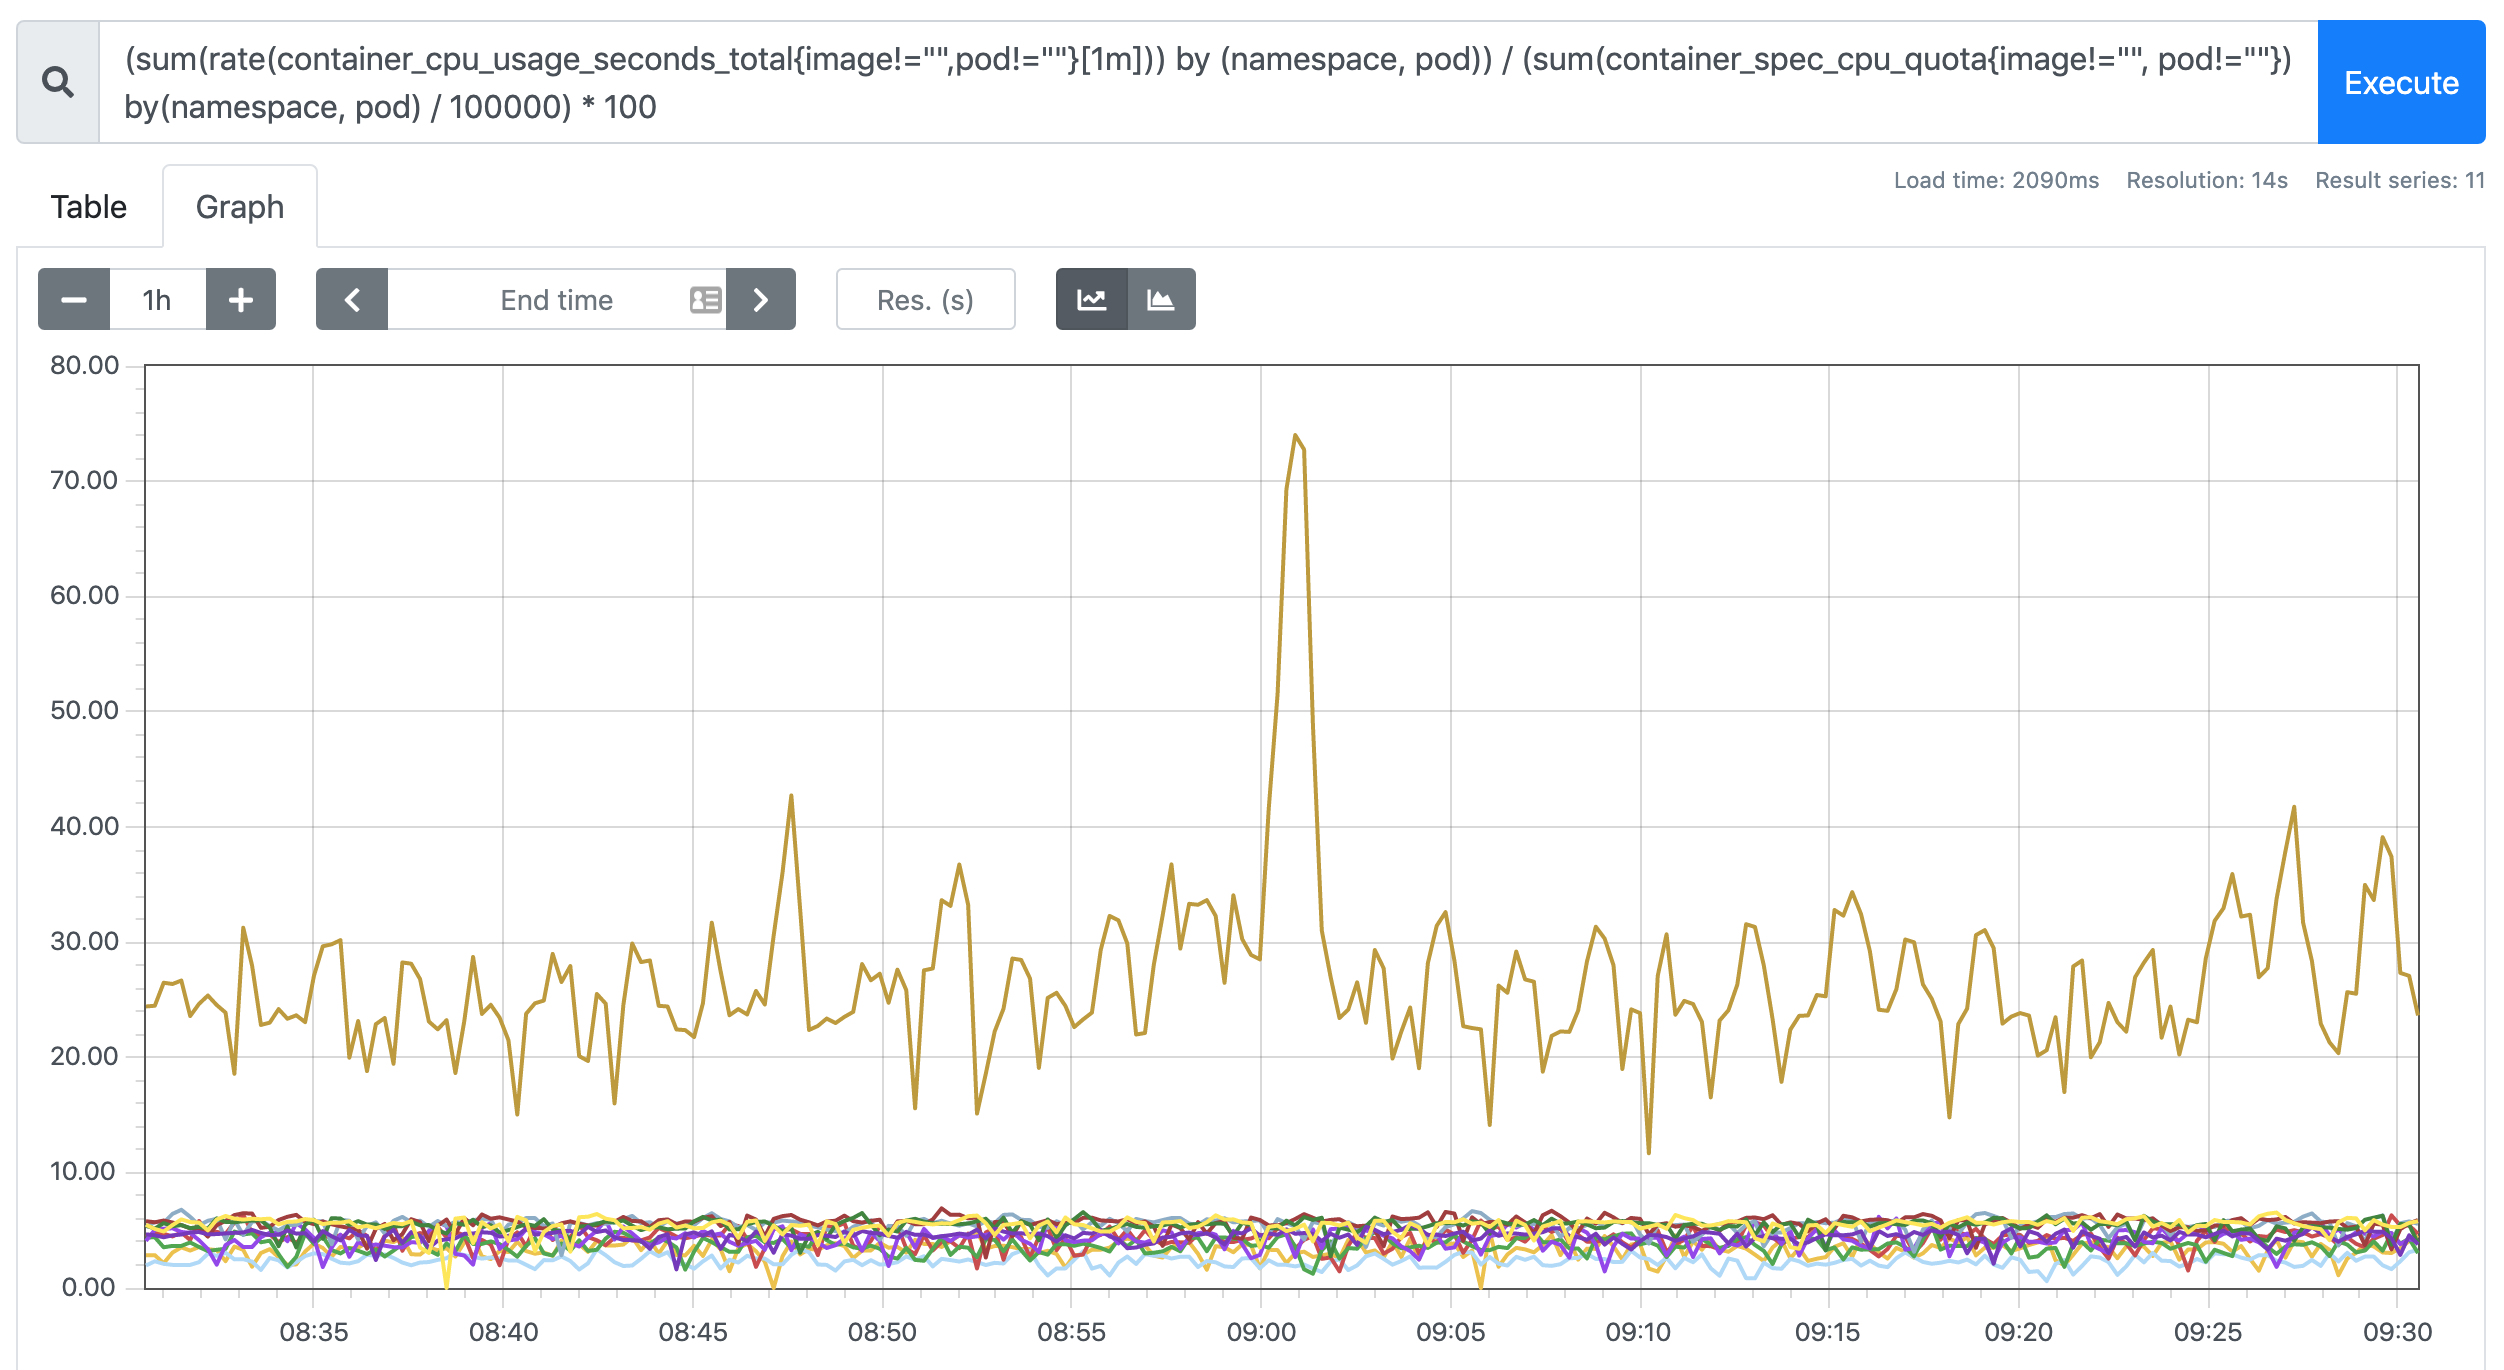 (sum(rate(container_cpu_usage_seconds_total{image!="",pod!=""}[1m])) by (namespace, pod)) / (sum(container_spec_cpu_quota{image!="", pod!=""})
by(namespace, pod) / 100000) * 100
Execute
Load time: 2090ms Resolution: 14s Result series: 11
Table Graph
1h End time Res. (s)
80.00
70.00
60.00
50.00
40.00
30.00
20.00
10.00
0.00
08:35 08:40 08:45 08:50 08:55 09:00 09:05 09:10 09:15 09:20 09:25 09:30